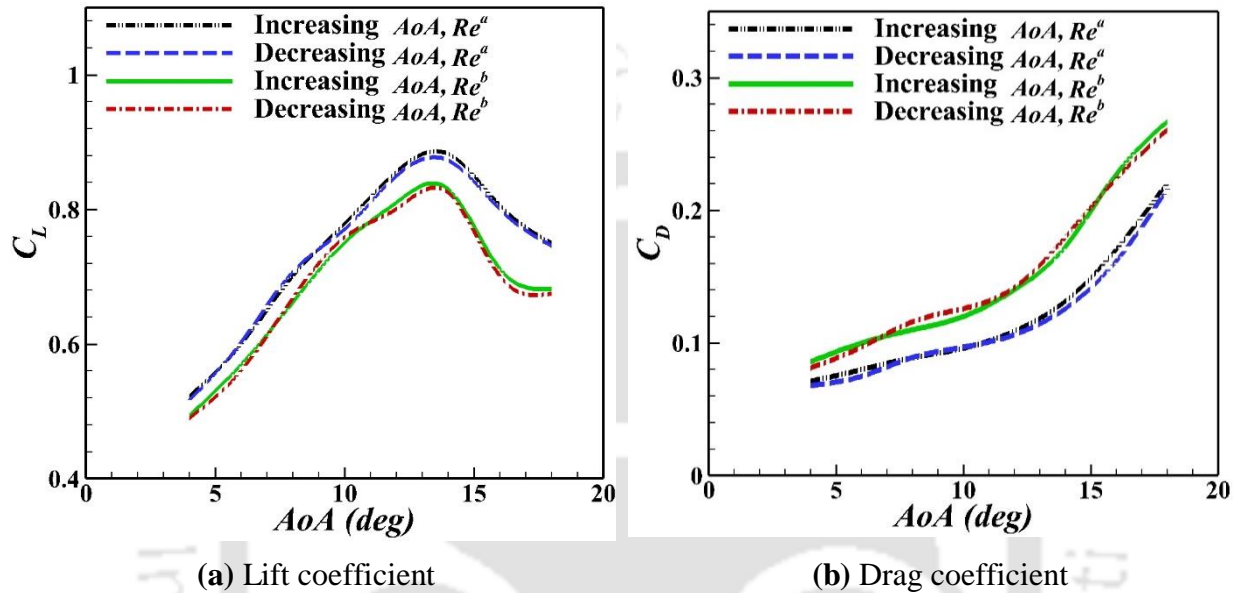 Increasing AoA, Re^a
Decreasing AoA, Re^a
Increasing AoA, Re^b
Decreasing AoA, Re^b
1
0.8
0.6
0.4
C_L
0
5
10
15
20
AoA (deg)
(a) Lift coefficient
Increasing AoA, Re^a
Decreasing AoA, Re^a
Increasing AoA, Re^b
Decreasing AoA, Re^b
0.3
0.2
0.1
0
C_D
0
5
10
15
20
AoA (deg)
(b) Drag coefficient